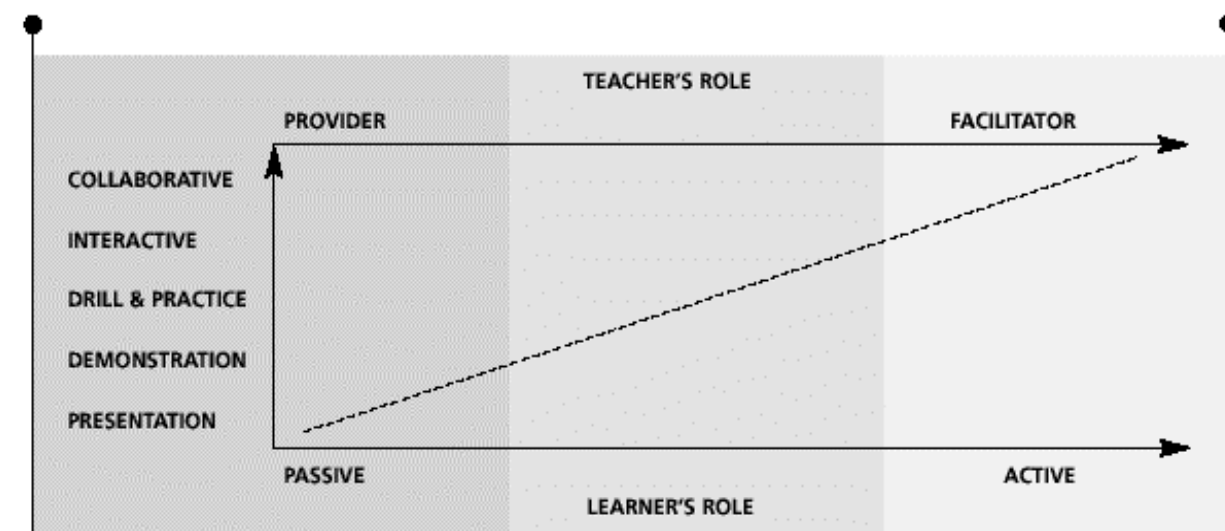 TEACHER'S ROLE
PROVIDER
FACILITATOR
COLLABORATIVE
INTERACTIVE
DRILL & PRACTICE
DEMONSTRATION
PRESENTATION
PASSIVE
ACTIVE
LEARNER'S ROLE